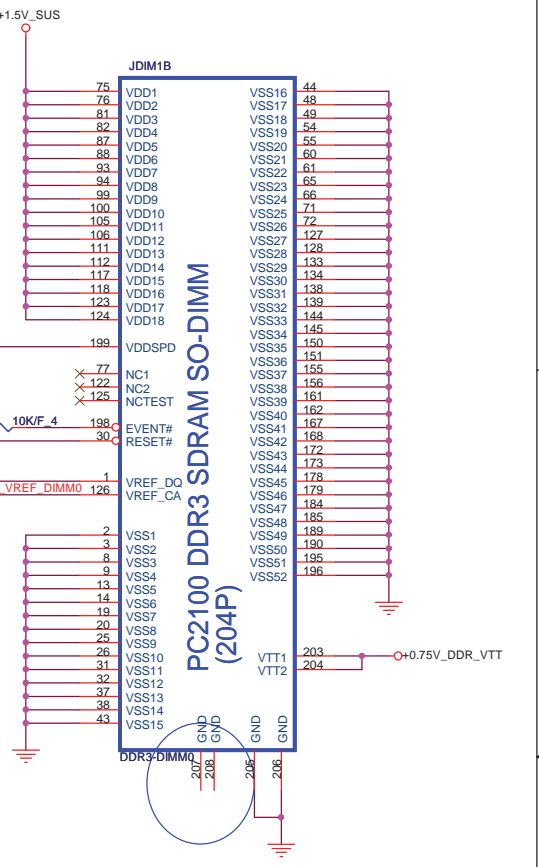 +1.5V_SUS
JDIM1B
75 VDD1
76 VDD2
81 VDD3
82 VDD4
87 VDD5
88 VDD6
93 VDD7
94 VDD8
99 VDD9
100 VDD10
105 VDD11
106 VDD12
111 VDD13
112 VDD14
117 VDD15
118 VDD16
123 VDD17
124 VDD18
199 VDDSPD
77 NC1
122 NC2
125 NCTEST
10K/F_4
198 EVENT#
30 RESET#
1 VREF_DQ
_VREF_DIMM0
126 VREF_CA
2 VSS1
3 VSS2
8 VSS3
9 VSS4
13 VSS5
14 VSS6
19 VSS7
20 VSS8
25 VSS9
26 VSS10
31 VSS11
32 VSS12
37 VSS13
38 VSS14
43 VSS15
PC2100 DDR3 SDRAM SO-DIMM
(204P)
VSS16 44
VSS17 48
VSS18 49
VSS19 54
VSS20 55
VSS21 60
VSS22 61
VSS23 65
VSS24 66
VSS25 71
VSS26 72
VSS27 127
VSS28 128
VSS29 133
VSS30 134
VSS31 138
VSS32 139
VSS33 144
VSS34 145
VSS35 150
VSS36 151
VSS37 155
VSS38 156
VSS39 161
VSS40 162
VSS41 167
VSS42 168
VSS43 172
VSS44 173
VSS45 178
VSS46 179
VSS47 184
VSS48 185
VSS49 189
VSS50 190
VSS51 195
VSS52 196
VTT1 203
VTT2 204
+0.75V_DDR_VTT
GND 207
GND 208
GND 205
GND 206
DDR3-DIMM0